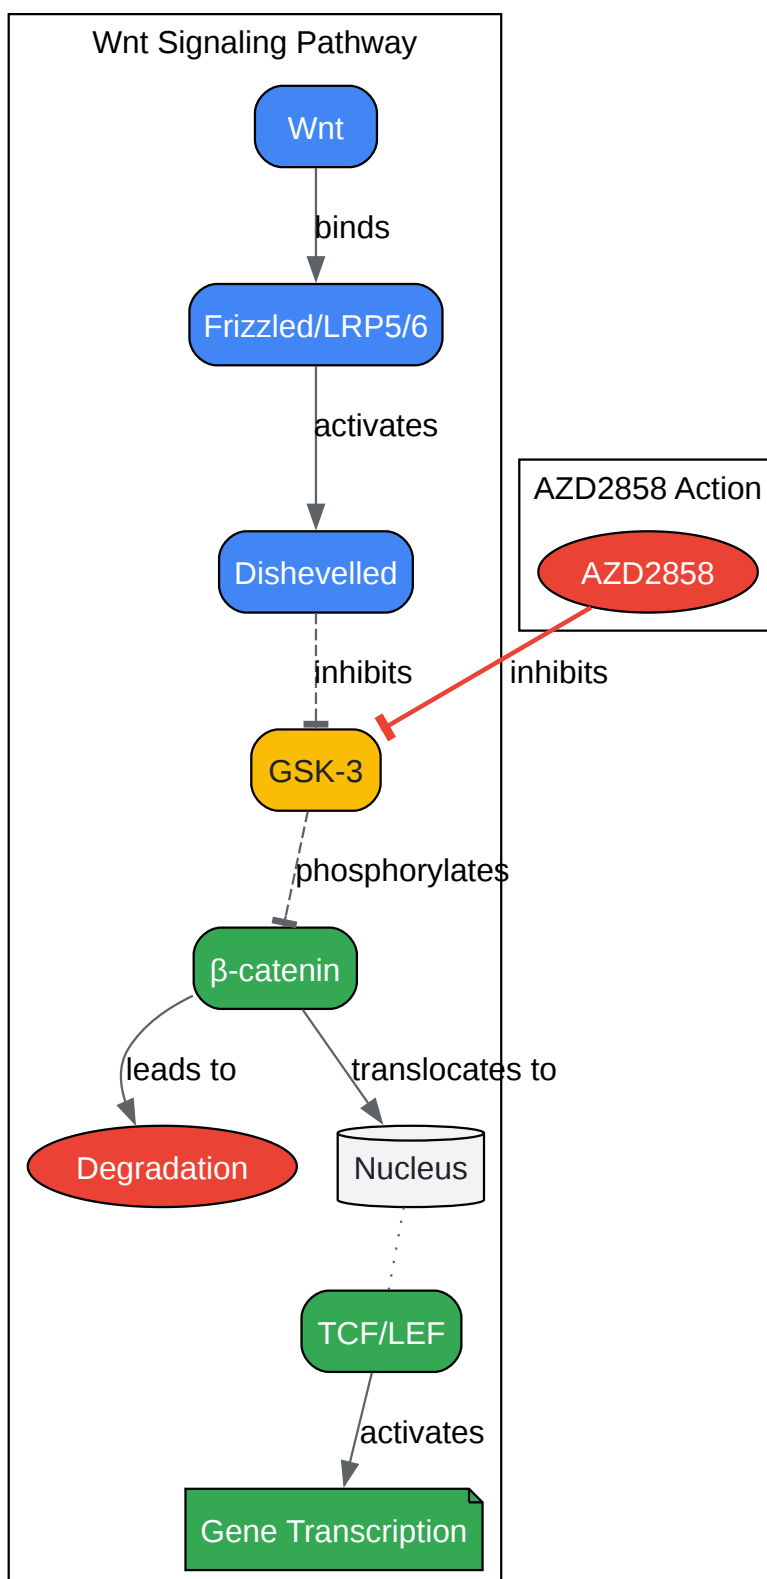 Wnt Signaling Pathway
Wnt
binds
Frizzled/LRP5/6
activates
AZD2858 Action
Dishevelled
AZD2858
inhibits
inhibits
GSK-3
phosphorylates
β-catenin
leads to
translocates to
Degradation
Nucleus
TCF/LEF
activates
Gene Transcription